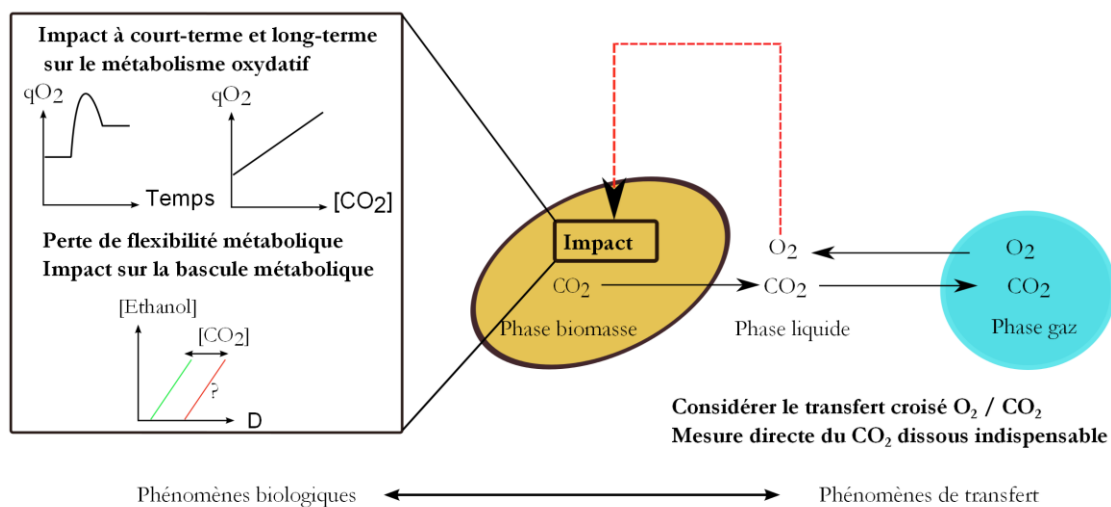 Impact à court-terme et long-terme
sur le métabolisme oxydatif
qO₂
qO₂
Temps
[CO₂]
Perte de flexibilité métabolique
Impact sur la bascule métabolique
[Ethanol]
[CO₂]
?
D
Impact
CO₂
Phase biomasse
O₂
CO₂
Phase liquide
O₂
CO₂
Phase gaz
Considérer le transfert croisé O₂ / CO₂
Mesure directe du CO₂ dissous indispensable
Phénomènes biologiques
Phénomènes de transfert